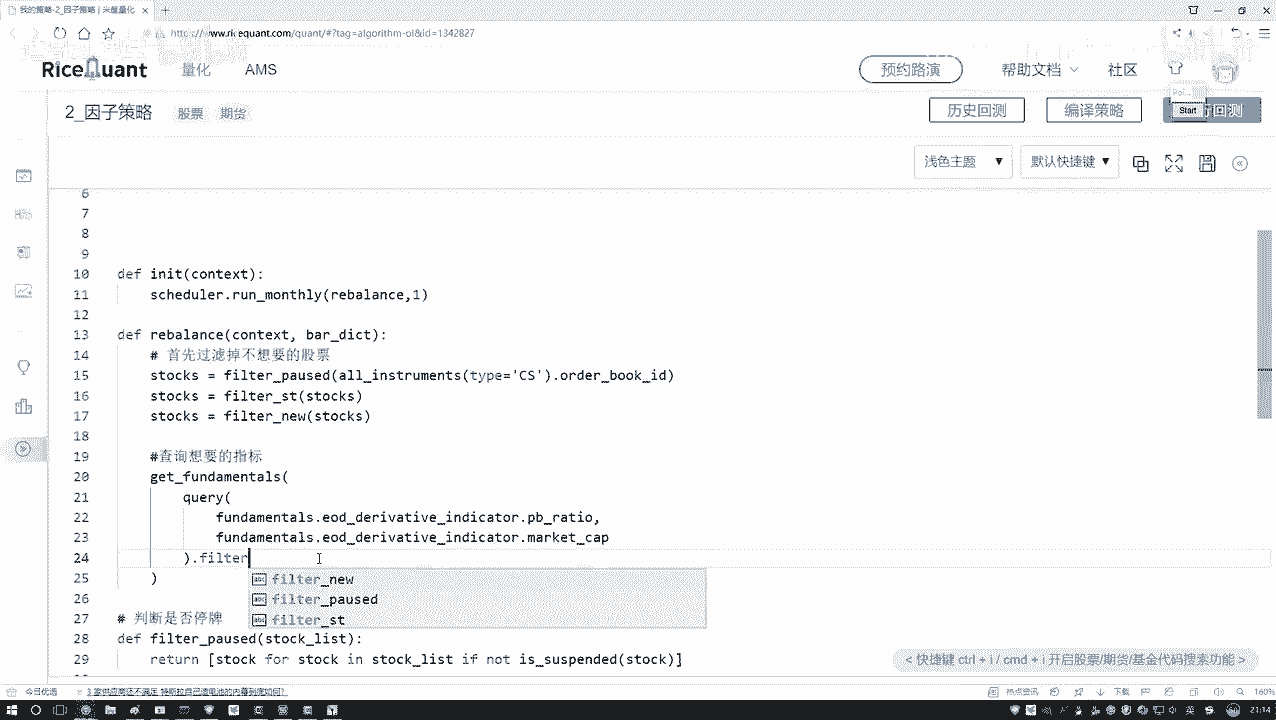 我的策略-2_因子策略 | 米筐量化
https://www.ricequant.com/quant/#?tag=algorithm-ol&id=1342827
RiceQuant 量化 AMS 预约路演 帮助文档 社区
2_因子策略 股票 期货 历史回测 编译策略 回测
Start
浅色主题 默认快捷键
6
7
8
9
10 def init(context):
11 scheduler.run_monthly(rebalance,1)
12
13 def rebalance(context, bar_dict):
14 # 首先过滤掉不想要的股票
15 stocks = filter_paused(all_instruments(type='CS').order_book_id)
16 stocks = filter_st(stocks)
17 stocks = filter_new(stocks)
18
19 #查询想要的指标
20 get_fundamentals(
21 query(
22 fundamentals.eod_derivative_indicator.pb_ratio,
23 fundamentals.eod_derivative_indicator.market_cap
24 ).filter
25 )
filter_new
filter_paused
filter_st
26
27 # 判断是否停牌
28 def filter_paused(stock_list):
29 return [stock for stock in stock_list if not is_suspended(stock)]
< 快捷键 ctrl + i / cmd + i 开启股票/期货/基金代码搜索功能 >
今日优选 热点资讯 下载 160%
21:14